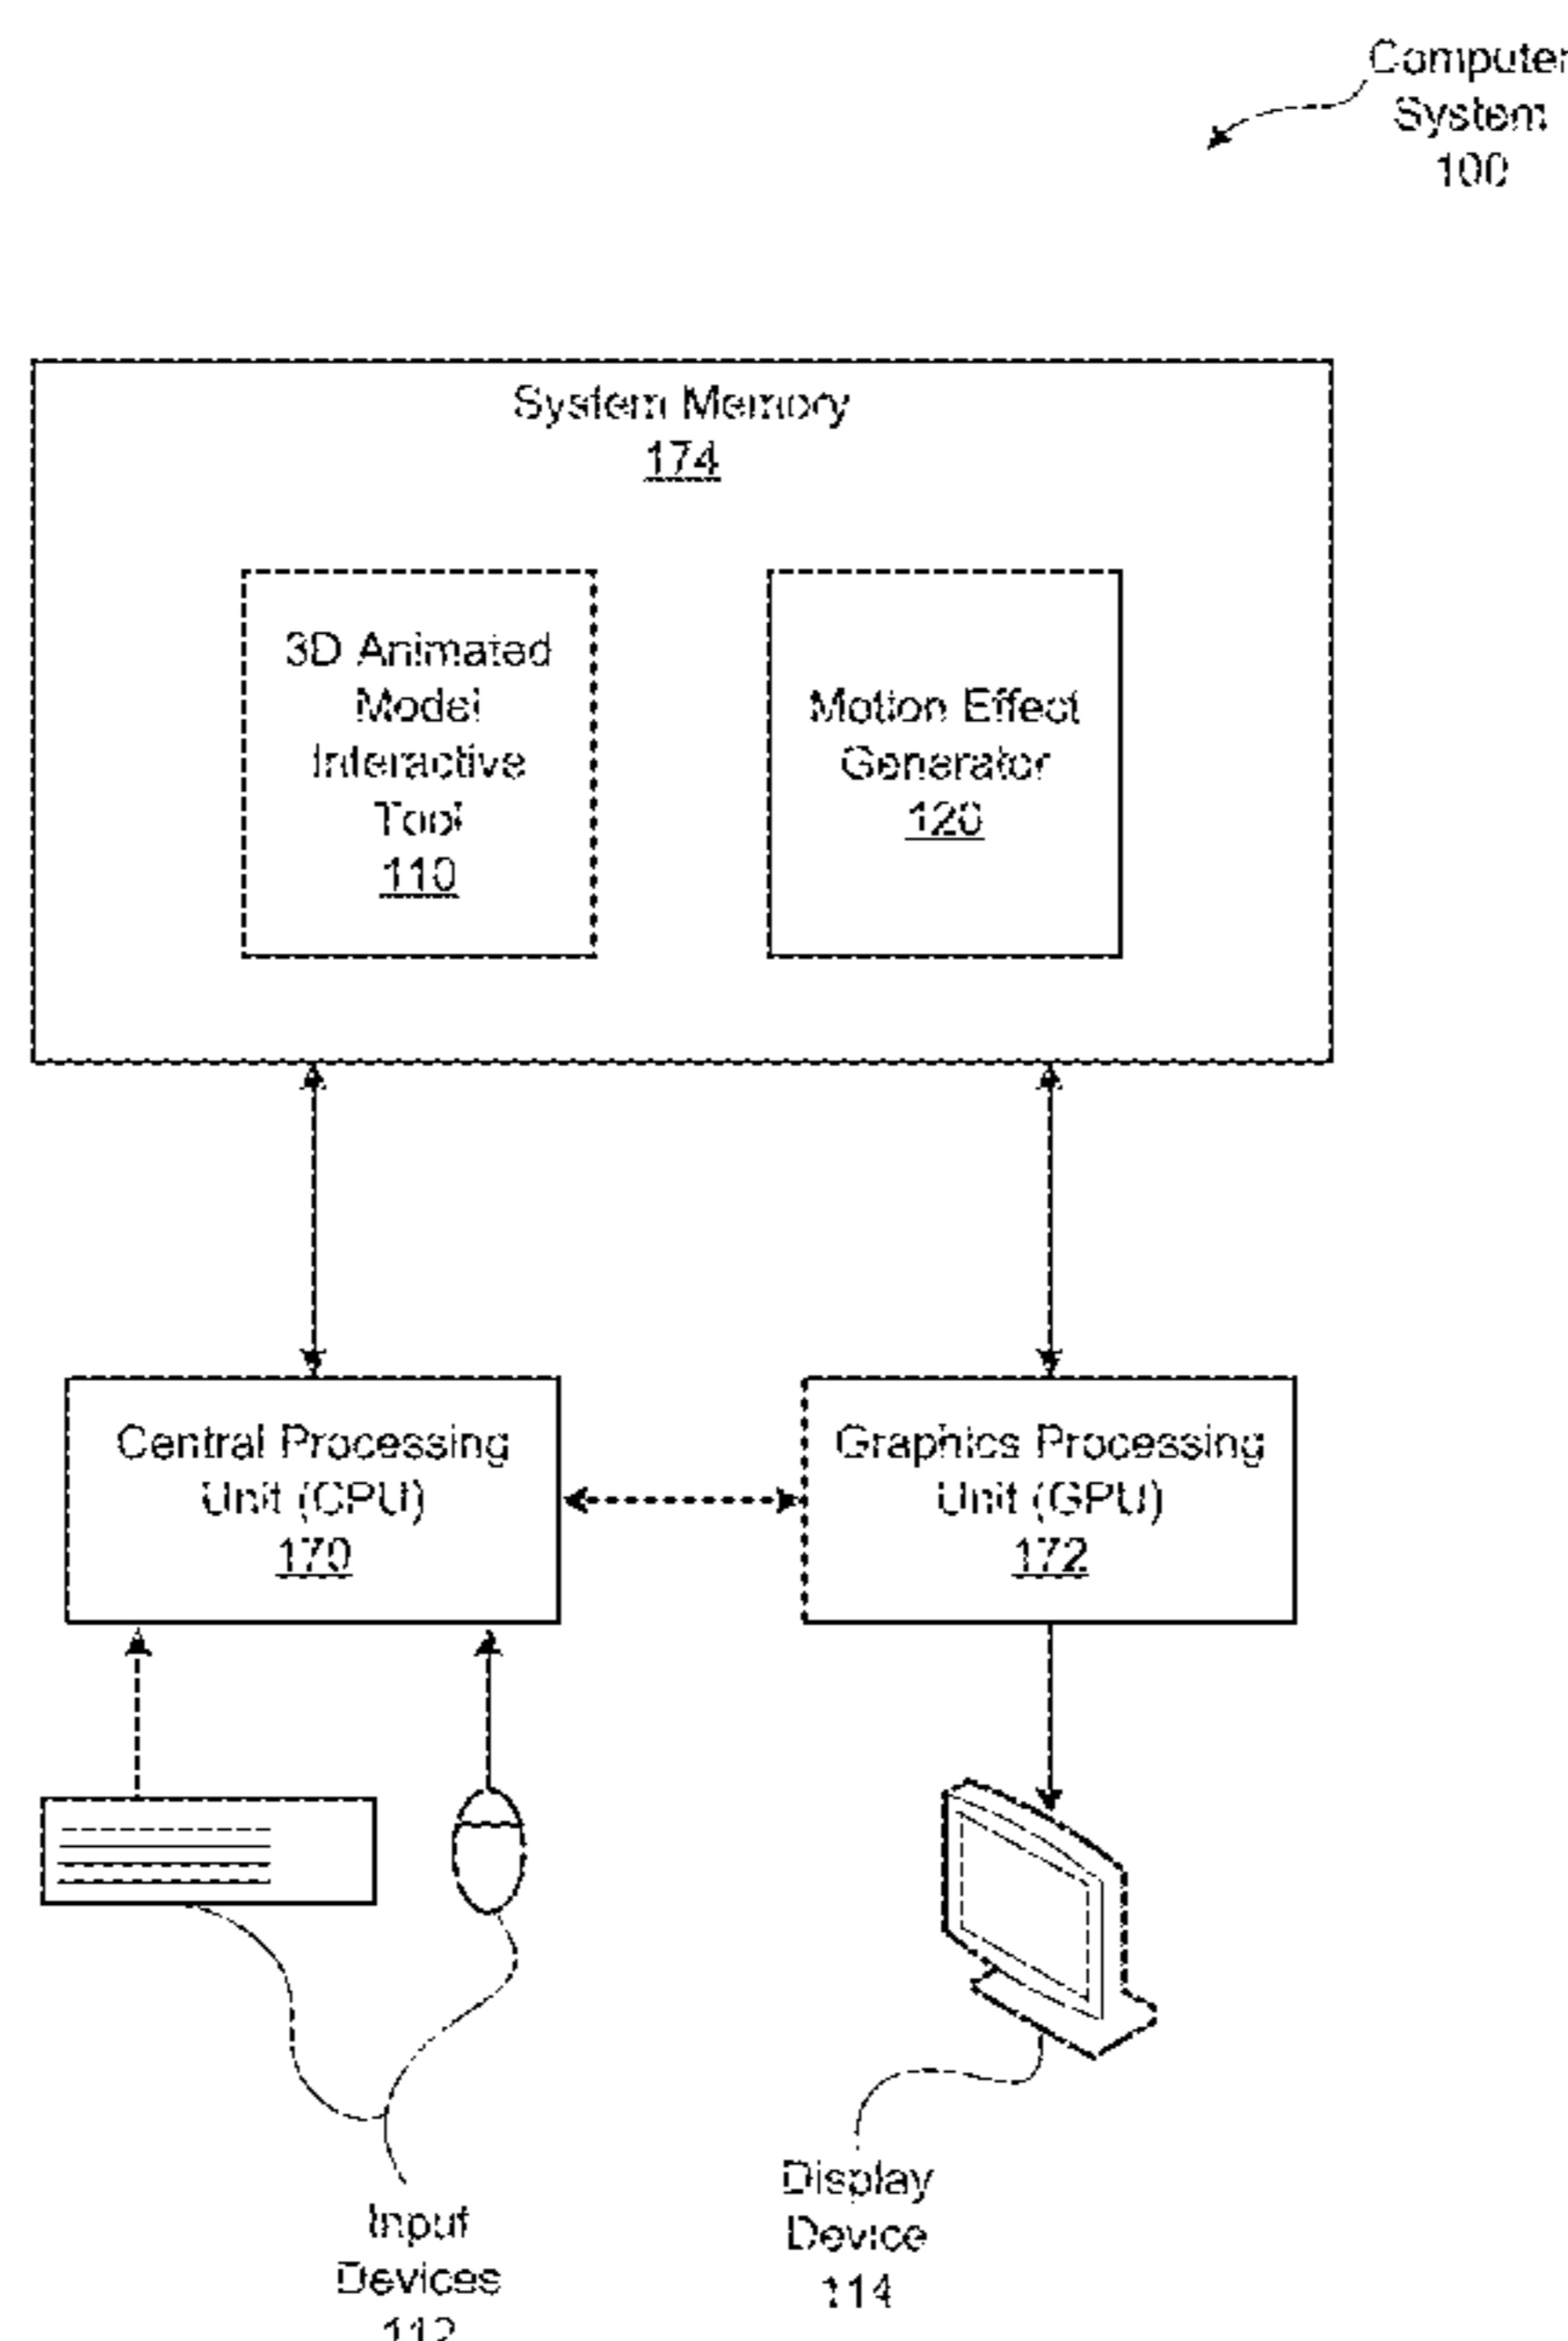 Computer
System
100
System Memory
174
3D Animated
Model
Interactive
Tool
110
Motion Effect
Generator
120
Central Processing
Unit (CPU)
170
Graphics Processing
Unit (GPU)
172
Input
Devices
112
Display
Device
114